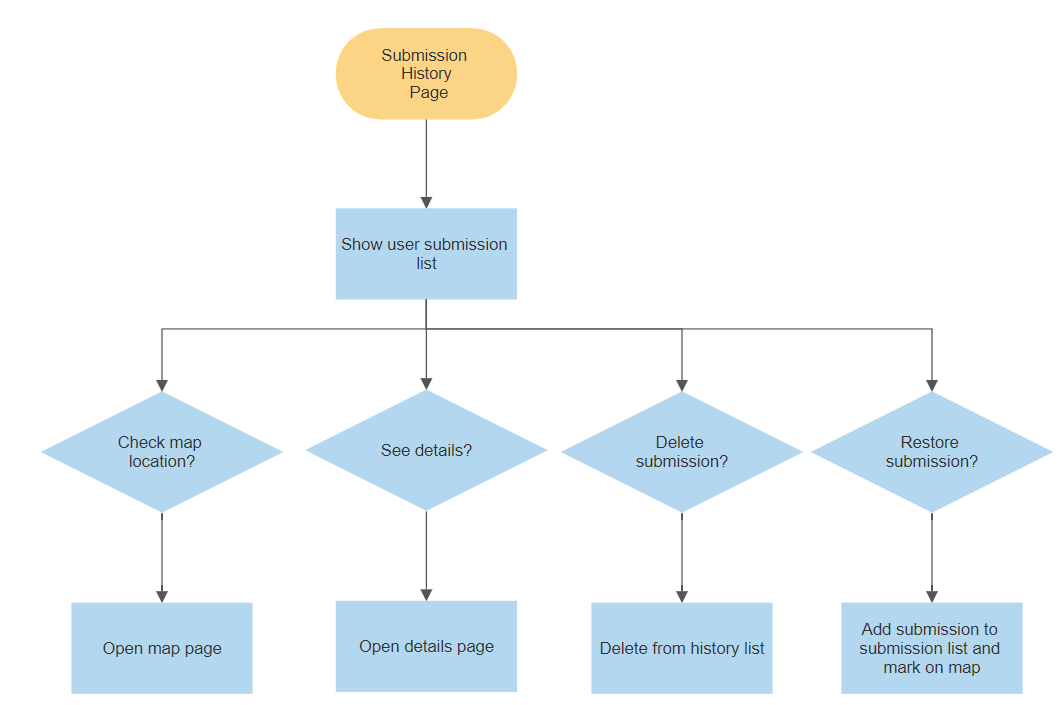 Submission
History
Page
Show user submission
list
Check map
location?
See details?
Delete
submission?
Restore
submission?
Open map page
Open details page
Delete from history list
Add submission to
submission list and
mark on map